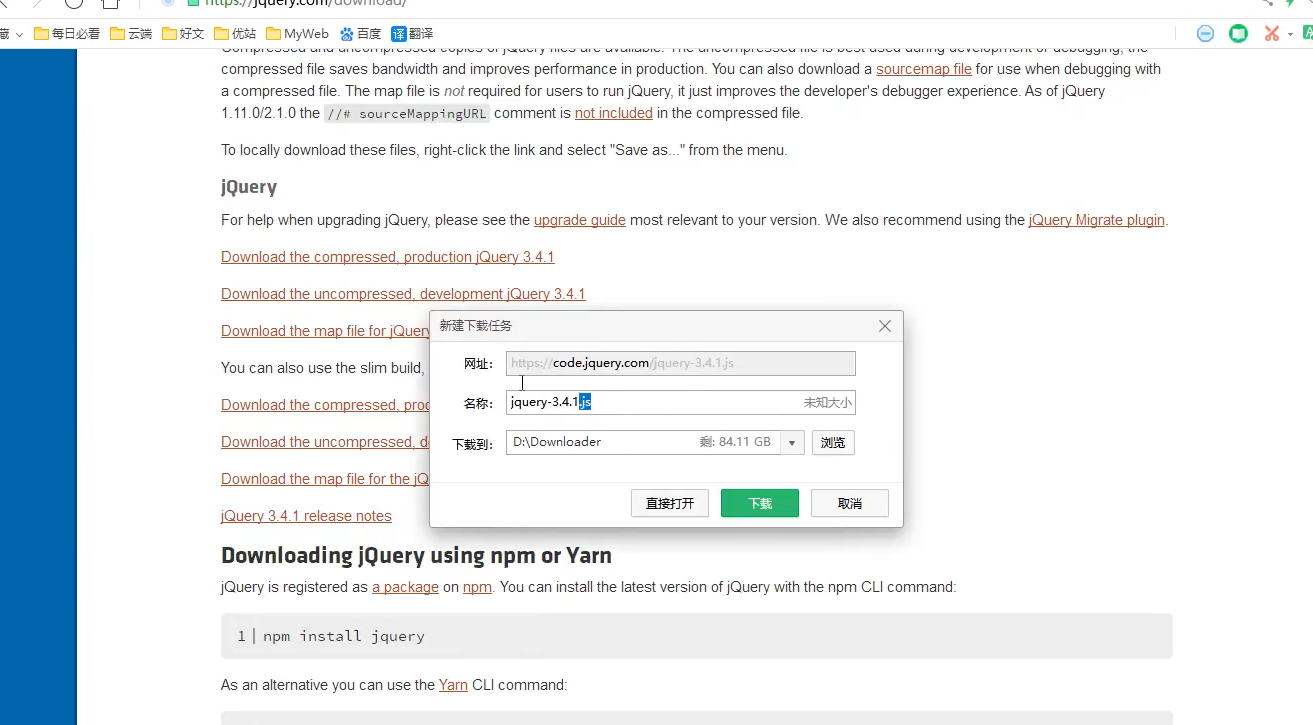 https://jquery.com/download/
藏 每日必看 云端 好文 优站 MyWeb 百度 译 翻译
Compressed and uncompressed copies of jQuery files are available. The uncompressed file is best used during development or debugging; the
compressed file saves bandwidth and improves performance in production. You can also download a sourcemap file for use when debugging with
a compressed file. The map file is not required for users to run jQuery, it just improves the developer's debugger experience. As of jQuery
1.11.0/2.1.0 the //# sourceMappingURL comment is not included in the compressed file.
To locally download these files, right-click the link and select "Save as..." from the menu.
jQuery
For help when upgrading jQuery, please see the upgrade guide most relevant to your version. We also recommend using the jQuery Migrate plugin.
Download the compressed, production jQuery 3.4.1
Download the uncompressed, development jQuery 3.4.1
Download the map file for jQuery
You can also use the slim build,
Download the compressed, proc
Download the uncompressed, d
Download the map file for the jQ
jQuery 3.4.1 release notes
新建下载任务
网址: https://code.jquery.com/jquery-3.4.1.js
名称: jquery-3.4.1.js 未知大小
下载到: D:\Downloader 剩: 84.11 GB 浏览
直接打开 下载 取消
Downloading jQuery using npm or Yarn
jQuery is registered as a package on npm. You can install the latest version of jQuery with the npm CLI command:
1 npm install jquery
As an alternative you can use the Yarn CLI command: